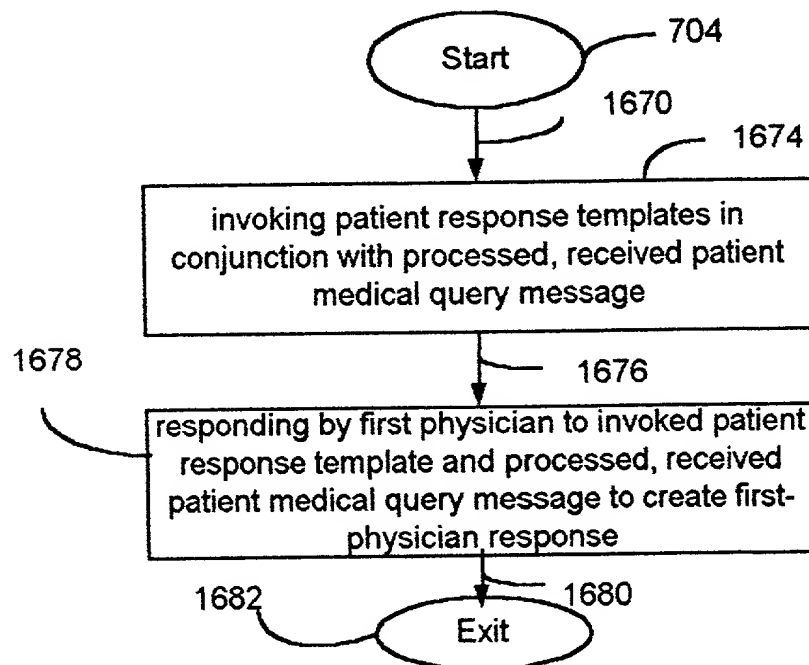 Start
704
1670
1674
invoking patient response templates in
conjunction with processed, received patient
medical query message
1678
1676
responding by first physician to invoked patient
response template and processed, received
patient medical query message to create first-
physician response
1682
1680
Exit